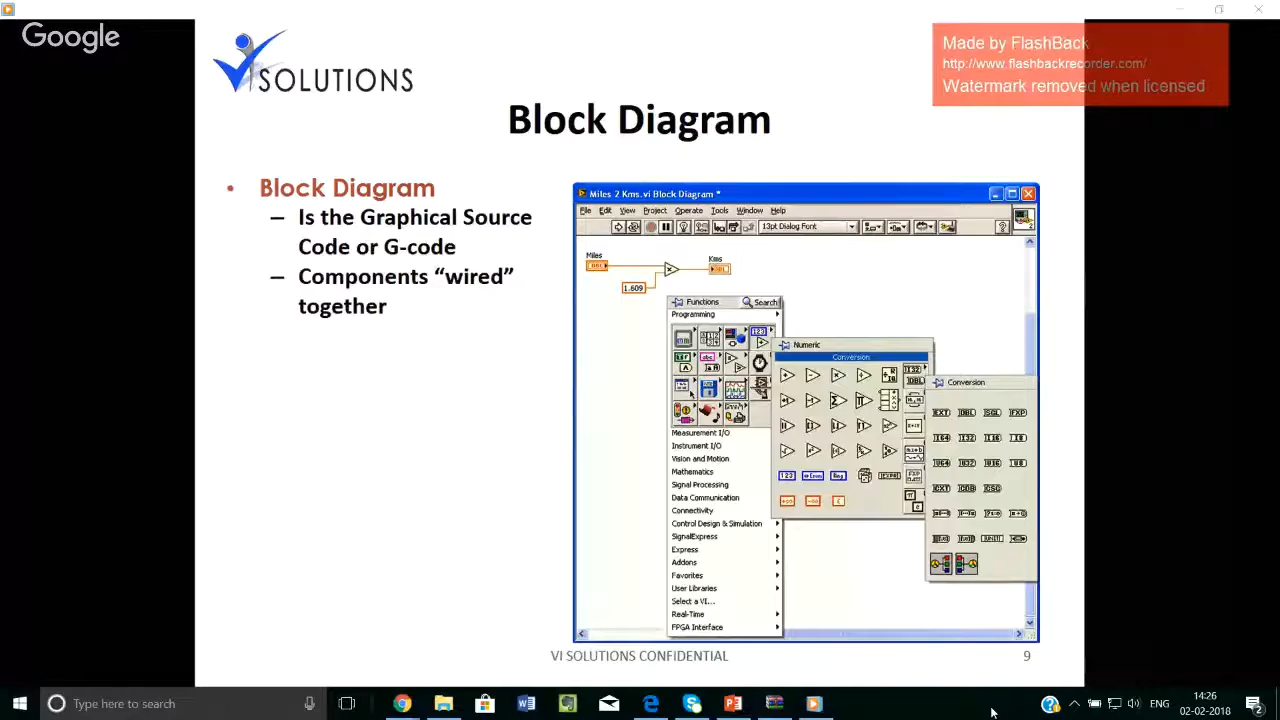 Google
VI SOLUTIONS
Made by FlashBack
http://www.flashbackrecorder.com/
Watermark removed when licensed
Block Diagram
• Block Diagram
– Is the Graphical Source
Code or G-code
– Components “wired”
together
Miles 2 Kms.vi Block Diagram *
File Edit View Project Operate Tools Window Help
13pt Dialog Font
Miles
Kms
1.609
Functions
Search
Programming
Measurement I/O
Instrument I/O
Vision and Motion
Mathematics
Signal Processing
Data Communication
Connectivity
Control Design & Simulation
SignalExpress
Express
Addons
Favorites
User Libraries
Select a VI...
Real-Time
FPGA Interface
Numeric
Conversion
Conversion
VI SOLUTIONS CONFIDENTIAL
9
Type here to search
ENG
14:26
02-02-2018
2